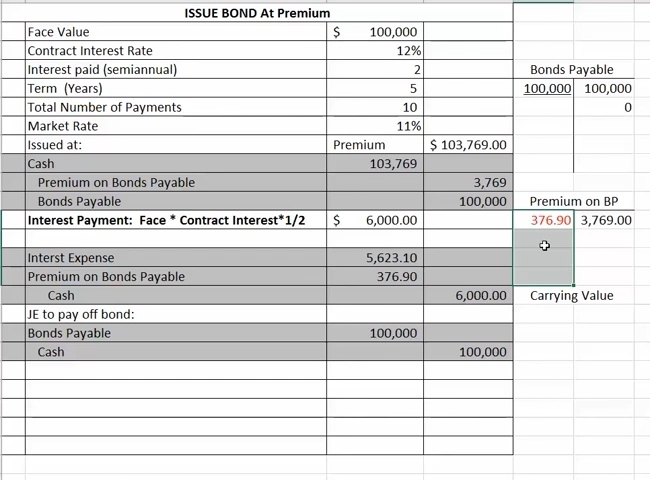 ISSUE BOND At Premium
Face Value $ 100,000
Contract Interest Rate 12%
Interest paid (semiannual) 2 Bonds Payable
Term (Years) 5 100,000 100,000
Total Number of Payments 10 0
Market Rate 11%
Issued at: Premium $ 103,769.00
Cash 103,769
Premium on Bonds Payable 3,769
Bonds Payable 100,000 Premium on BP
Interest Payment: Face * Contract Interest*1/2 $ 6,000.00 376.90 3,769.00
Interst Expense 5,623.10
Premium on Bonds Payable 376.90
Cash 6,000.00 Carrying Value
JE to pay off bond:
Bonds Payable 100,000
Cash 100,000